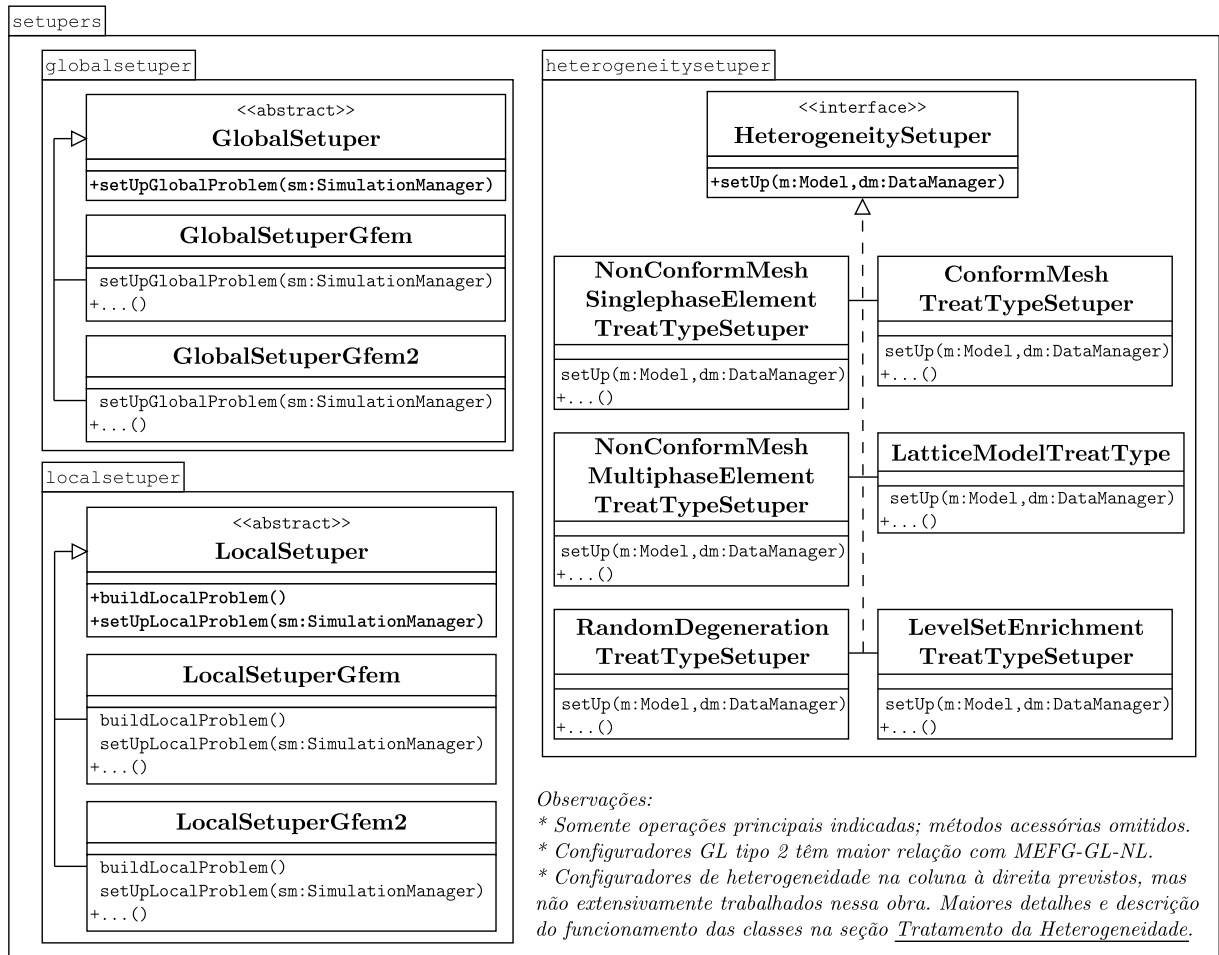 setupers
globalsetuper
<<abstract>>
GlobalSetuper
+setUpGlobalProblem(sm:SimulationManager)
GlobalSetuperGfem
setUpGlobalProblem(sm:SimulationManager)
+...()
GlobalSetuperGfem2
setUpGlobalProblem(sm:SimulationManager)
+...()
localsetuper
<<abstract>>
LocalSetuper
+buildLocalProblem()
+setUpLocalProblem(sm:SimulationManager)
LocalSetuperGfem
buildLocalProblem()
setUpLocalProblem(sm:SimulationManager)
+...()
LocalSetuperGfem2
buildLocalProblem()
setUpLocalProblem(sm:SimulationManager)
+...()
heterogeneitysetuper
<<interface>>
HeterogeneitySetuper
+setUp(m:Model,dm:DataManager)
NonConformMesh
SinglephaseElement
TreatTypeSetuper
setUp(m:Model,dm:DataManager)
+...()
ConformMesh
TreatTypeSetuper
setUp(m:Model,dm:DataManager)
+...()
NonConformMesh
MultiphaseElement
TreatTypeSetuper
setUp(m:Model,dm:DataManager)
+...()
LatticeModelTreatType
setUp(m:Model,dm:DataManager)
+...()
RandomDegeneration
TreatTypeSetuper
setUp(m:Model,dm:DataManager)
+...()
LevelSetEnrichment
TreatTypeSetuper
setUp(m:Model,dm:DataManager)
+...()
Observações:
* Somente operações principais indicadas; métodos acessórias omitidos.
* Configuradores GL tipo 2 têm maior relação com MEFG-GL-NL.
* Configuradores de heterogeneidade na coluna à direita previstos, mas
não extensivamente trabalhados nessa obra. Maiores detalhes e descrição
do funcionamento das classes na seção Tratamento da Heterogeneidade.